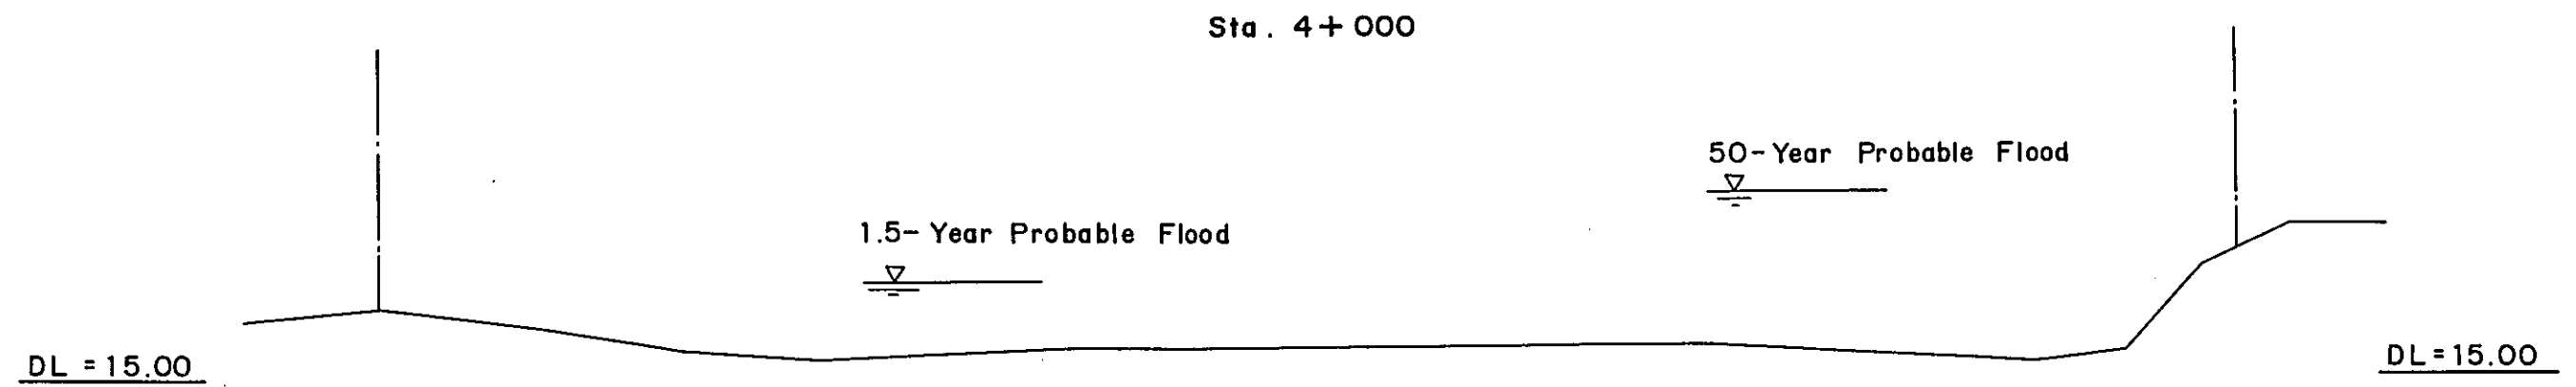 Sta. 4+000
50-Year Probable Flood
1.5-Year Probable Flood
DL =15.00
DL=15.00